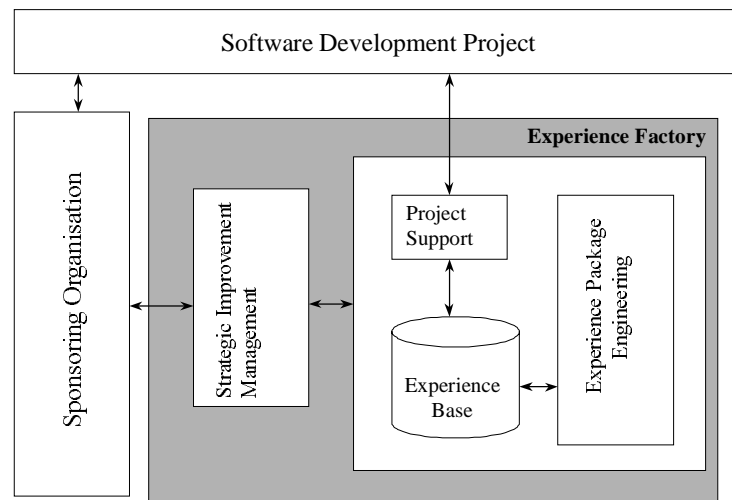 Software Development Project
Experience Factory
Sponsoring Organisation
Strategic Improvement
Management
Project
Support
Experience
Base
Experience Package
Engineering